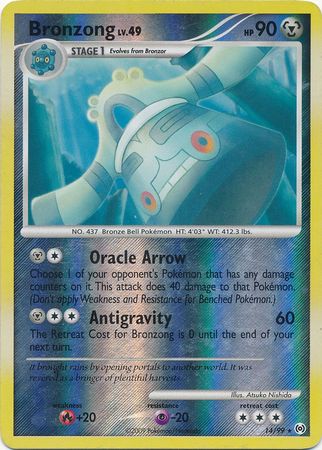 Bronzong LV.49 HP 90
STAGE 1 Evolves from Bronzor
NO. 437 Bronze Bell Pokémon HT: 4'03" WT: 412.3 lbs.
Oracle Arrow
Choose 1 of your opponent's Pokémon that has any damage
counters on it. This attack does 40 damage to that Pokémon.
(Don't apply Weakness and Resistance for Benched Pokémon.)
Antigravity 60
The Retreat Cost for Bronzong is 0 until the end of your
next turn.
It brought rains by opening portals to another world. It was
revered as a bringer of plentiful harvests.
Illus. Atsuko Nishida
weakness resistance retreat cost
+20 -20
©2009 Pokémon/Nintendo 14/99 ★